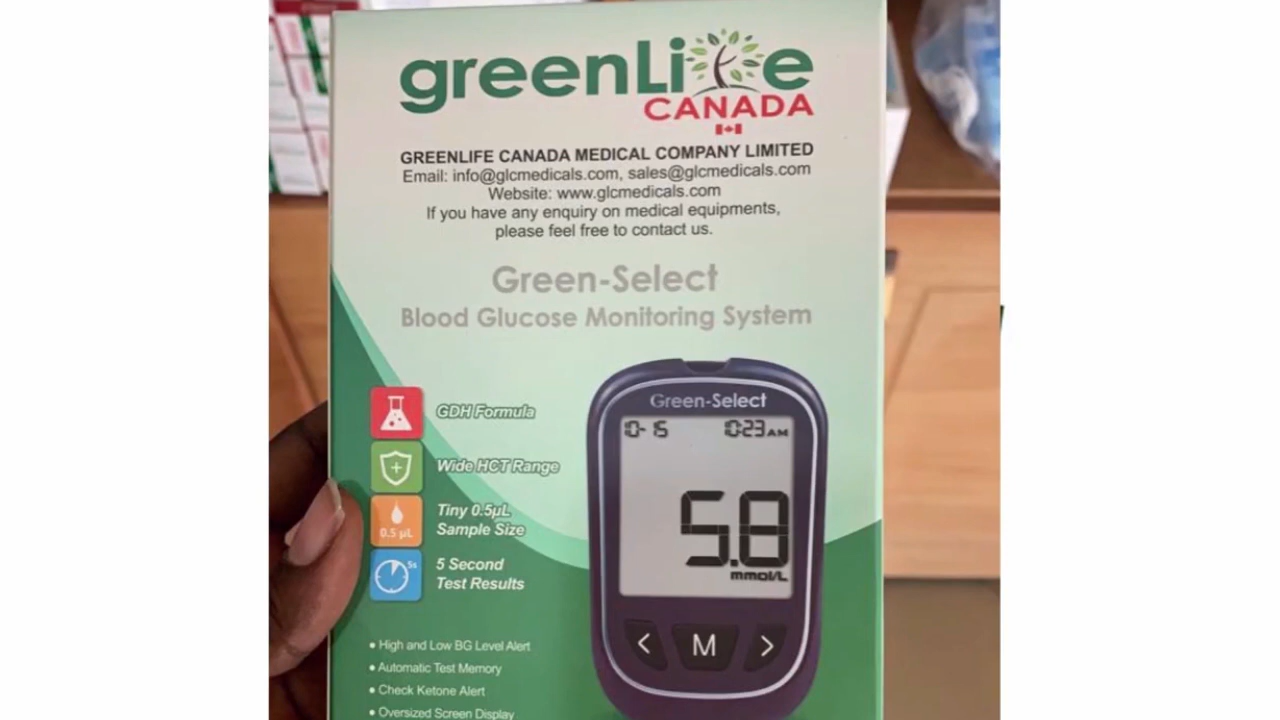 greenLife
CANADA
GREENLIFE CANADA MEDICAL COMPANY LIMITED
Email: info@glcmedicals.com, sales@glcmedicals.com
Website: www.glcmedicals.com
If you have any enquiry on medical equipments,
please feel free to contact us.
Green-Select
Blood Glucose Monitoring System
GDH Formula
Wide HCT Range
0.5 µL
Tiny 0.5µL
Sample Size
5s
5 Second
Test Results
• High and Low BG Level Alert
• Automatic Test Memory
• Check Ketone Alert
• Oversized Screen Display
Green-Select
10-15 10:23 AM
5.8
mmol/L
< M >